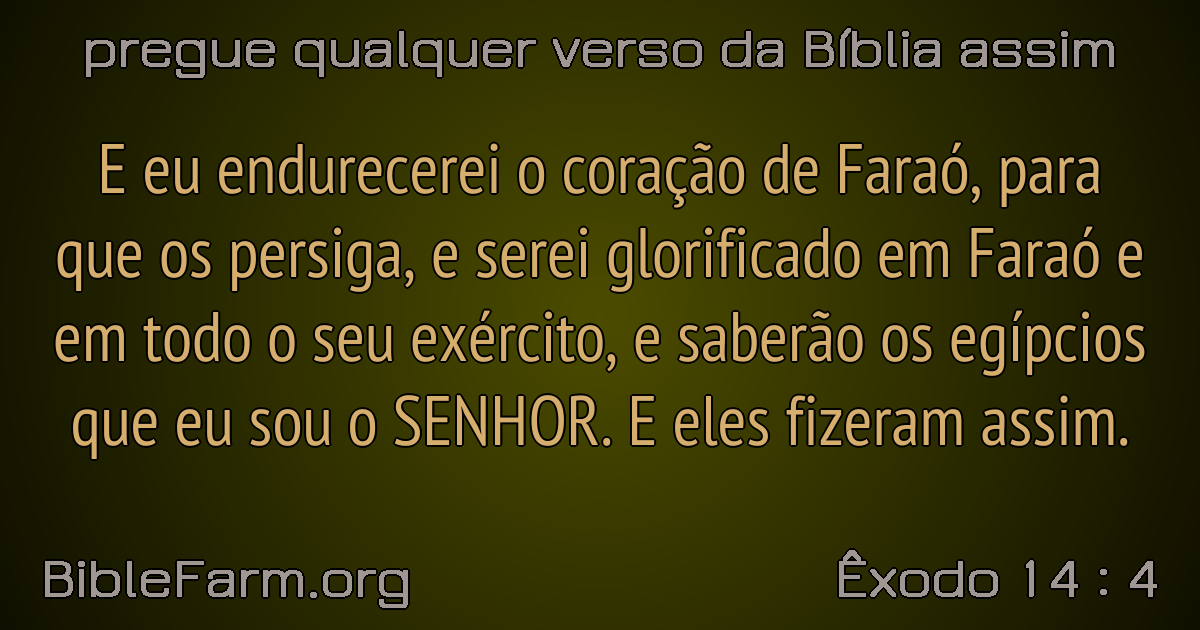 pregue qualquer verso da Bíblia assim
E eu endurecerei o coração de Faraó, para
que os persiga, e serei glorificado em Faraó e
em todo o seu exército, e saberão os egípcios
que eu sou o SENHOR. E eles fizeram assim.
BibleFarm.org
Êxodo 14 : 4